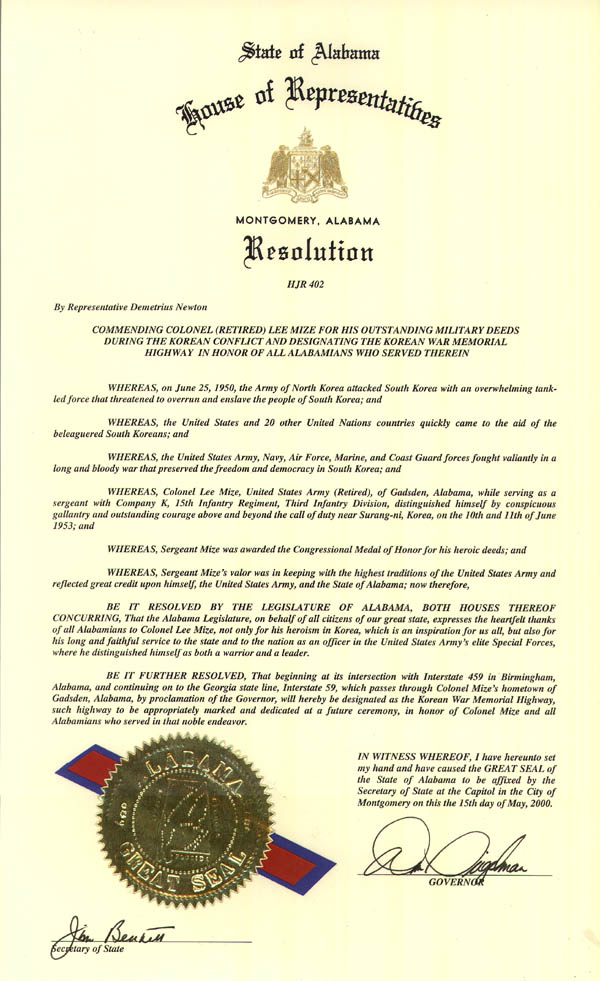 State of Alabama
House of Representatives
MONTGOMERY, ALABAMA
Resolution
HJR 402
By Representative Demetrius Newton
COMMENDING COLONEL (RETIRED) LEE MIZE FOR HIS OUTSTANDING MILITARY DEEDS
DURING THE KOREAN CONFLICT AND DESIGNATING THE KOREAN WAR MEMORIAL
HIGHWAY IN HONOR OF ALL ALABAMIANS WHO SERVED THEREIN
WHEREAS, on June 25, 1950, the Army of North Korea attacked South Korea with an overwhelming tank-
led force that threatened to overrun and enslave the people of South Korea; and
WHEREAS, the United States and 20 other United Nations countries quickly came to the aid of the
beleaguered South Koreans; and
WHEREAS, the United States Army, Navy, Air Force, Marine, and Coast Guard forces fought valiantly in a
long and bloody war that preserved the freedom and democracy in South Korea; and
WHEREAS, Colonel Lee Mize, United States Army (Retired), of Gadsden, Alabama, while serving as a
sergeant with Company K, 15th Infantry Regiment, Third Infantry Division, distinguished himself by conspicuous
gallantry and outstanding courage above and beyond the call of duty near Surang-ni, Korea, on the 10th and 11th of June
1953; and
WHEREAS, Sergeant Mize was awarded the Congressional Medal of Honor for his heroic deeds; and
WHEREAS, Sergeant Mize's valor was in keeping with the highest traditions of the United States Army and
reflected great credit upon himself, the United States Army, and the State of Alabama; now therefore,
BE IT RESOLVED BY THE LEGISLATURE OF ALABAMA, BOTH HOUSES THEREOF
CONCURRING, That the Alabama Legislature, on behalf of all citizens of our great state, expresses the heartfelt thanks
of all Alabamians to Colonel Lee Mize, not only for his heroism in Korea, which is an inspiration for us all, but also for
his long and faithful service to the state and to the nation as an officer in the United States Army's elite Special Forces,
where he distinguished himself as both a warrior and a leader.
BE IT FURTHER RESOLVED, That beginning at its intersection with Interstate 459 in Birmingham,
Alabama, and continuing on to the Georgia state line, Interstate 59, which passes through Colonel Mize's hometown of
Gadsden, Alabama, by proclamation of the Governor, will hereby be designated as the Korean War Memorial Highway,
such highway to be appropriately marked and dedicated at a future ceremony, in honor of Colonel Mize and all
Alabamians who served in that noble endeavor.
IN WITNESS WHEREOF, I have hereunto set
my hand and have caused the GREAT SEAL of
the State of Alabama to be affixed by the
Secretary of State at the Capitol in the City of
Montgomery on this the 15th day of May, 2000.
ALABAMA
GREAT SEAL
Don Siegelman
GOVERNOR
Jim Bennett
Secretary of State